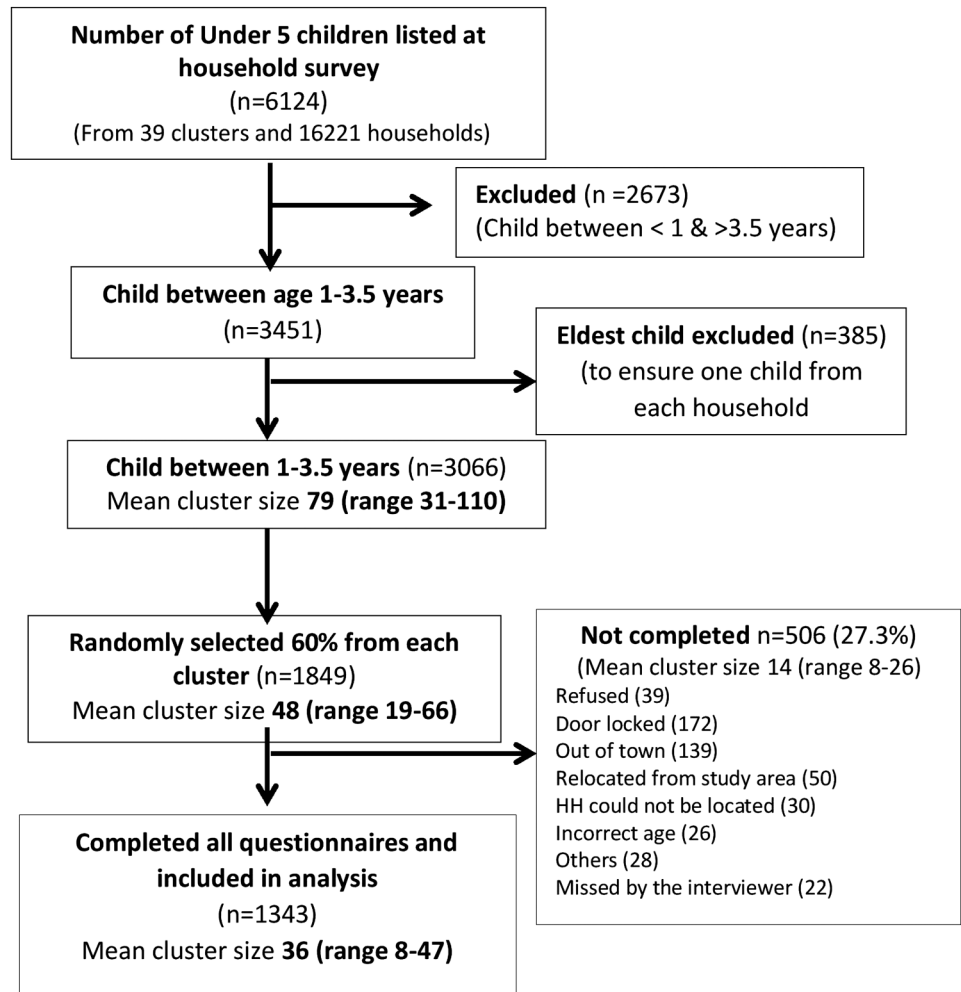 Number of Under 5 children listed at
household survey
(n=6124)
(From 39 clusters and 16221 households)
Excluded (n =2673)
(Child between < 1 & >3.5 years)
Child between age 1-3.5 years
(n=3451)
Eldest child excluded (n=385)
(to ensure one child from
each household
Child between 1-3.5 years (n=3066)
Mean cluster size 79 (range 31-110)
Randomly selected 60% from each
cluster (n=1849)
Mean cluster size 48 (range 19-66)
Not completed n=506 (27.3%)
(Mean cluster size 14 (range 8-26)
Refused (39)
Door locked (172)
Out of town (139)
Relocated from study area (50)
HH could not be located (30)
Incorrect age (26)
Others (28)
Missed by the interviewer (22)
Completed all questionnaires and
included in analysis
(n=1343)
Mean cluster size 36 (range 8-47)